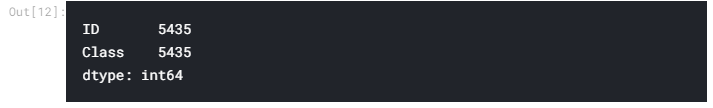 Out[12]:
ID       5435
Class    5435
dtype: int64